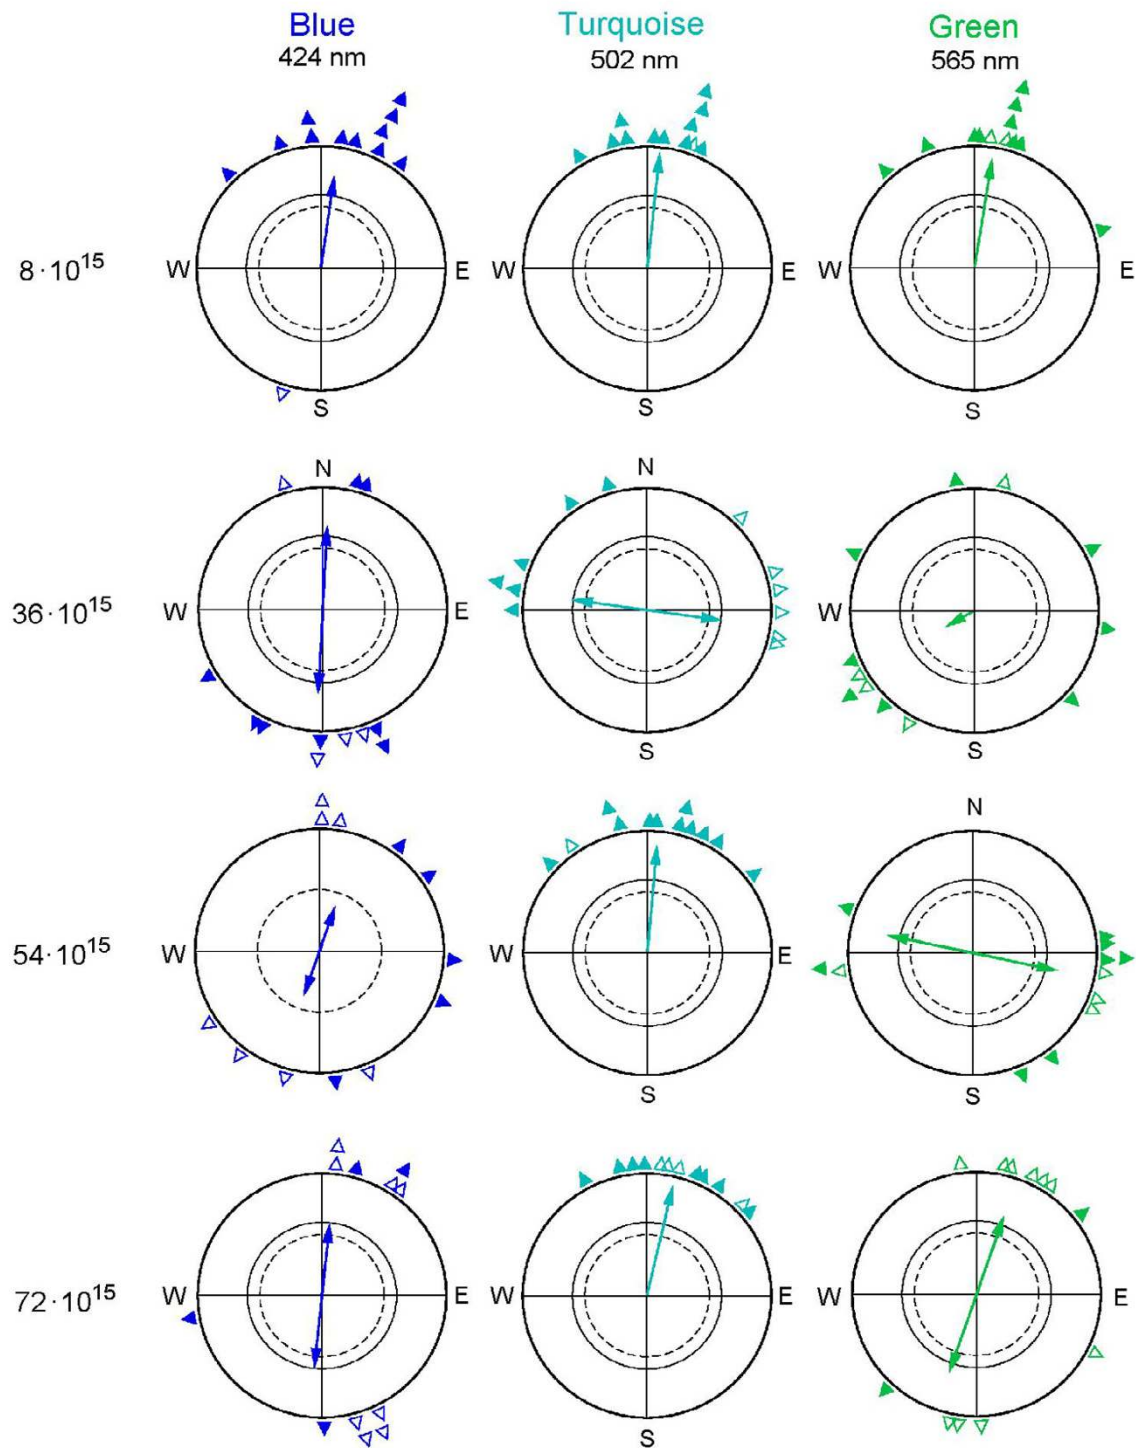 Blue Turquoise Green
424 nm 502 nm 565 nm
8·10¹⁵ W E W E W E
S S S
N N
36·10¹⁵ W E W E
S S
N
54·10¹⁵ W W E W E
S S
72·10¹⁵ W E W E W E
S